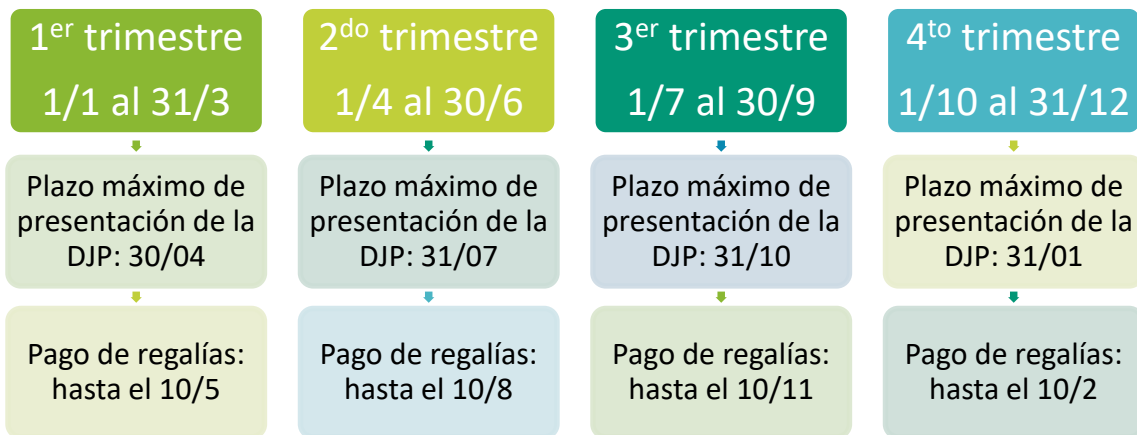 1er trimestre
1/1 al 31/3
Plazo máximo de
presentación de la
DJP: 30/04
Pago de regalías:
hasta el 10/5
2do trimestre
1/4 al 30/6
Plazo máximo de
presentación de la
DJP: 31/07
Pago de regalías:
hasta el 10/8
3er trimestre
1/7 al 30/9
Plazo máximo de
presentación de la
DJP: 31/10
Pago de regalías:
hasta el 10/11
4to trimestre
1/10 al 31/12
Plazo máximo de
presentación de la
DJP: 31/01
Pago de regalías:
hasta el 10/2